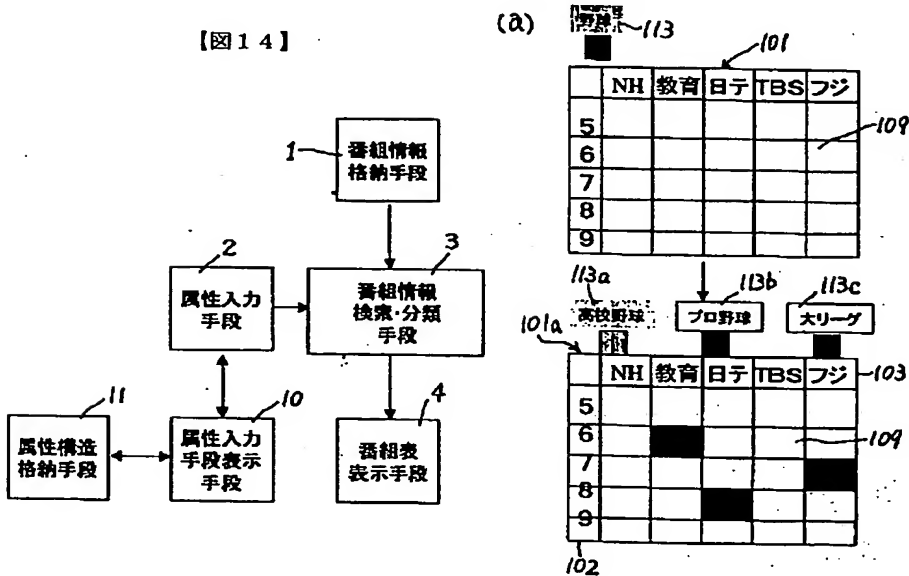 【図14】
1
番組情報
格納手段
2
属性入力
手段
3
番組情報
検索・分類
手段
11
属性構造
格納手段
10
属性入力
手段表示
手段
4
番組表
表示手段
(a)
野球
113
101
NH 教育 日テ TBS フジ
5
6
7
8
9
109
113a
高校野球
113b
プロ野球
113c
大リーグ
101a
NH 教育 日テ TBS フジ
103
5
6
7
8
9
109
102